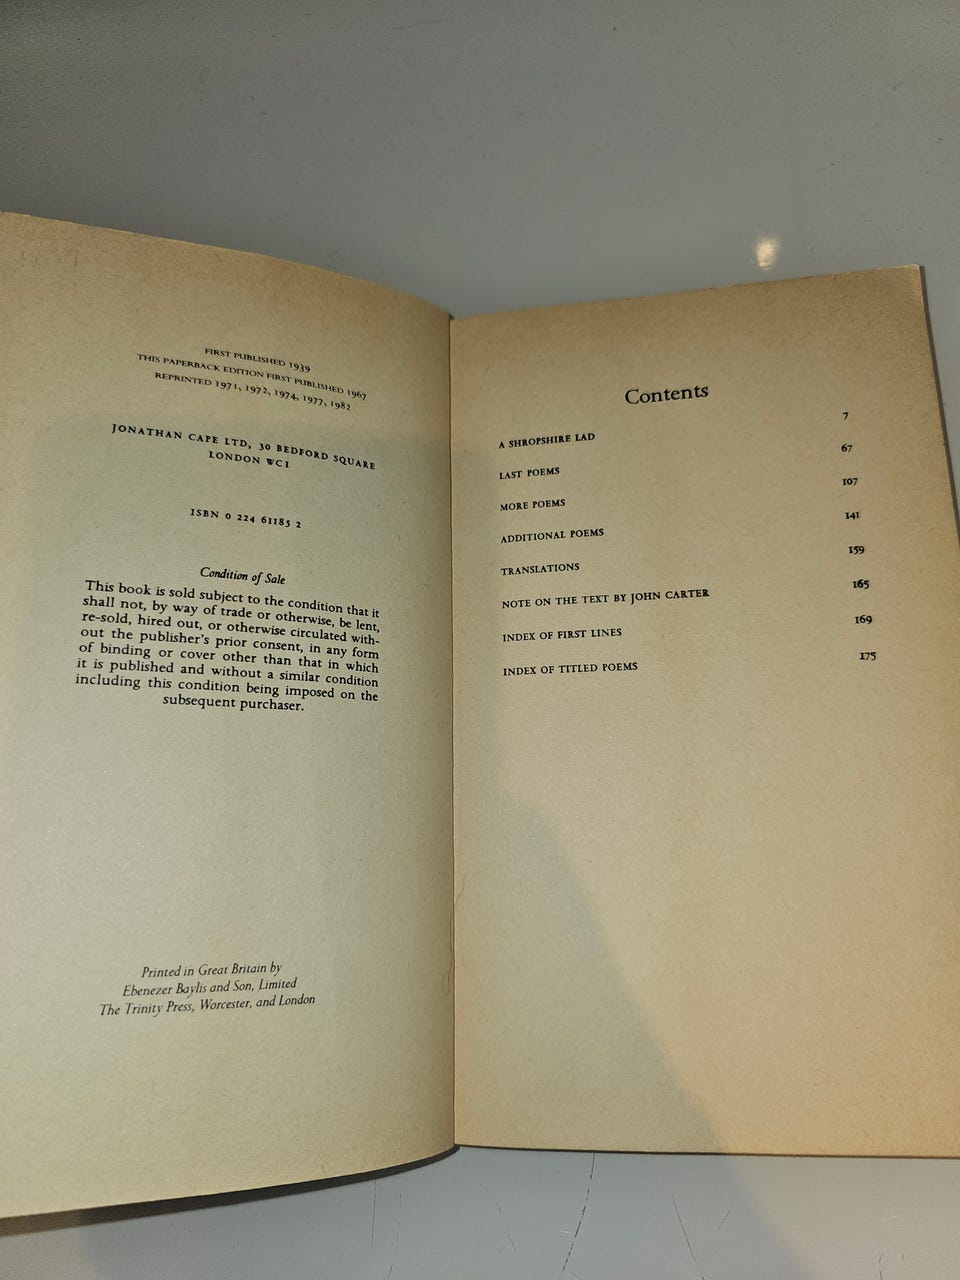 FIRST PUBLISHED 1939
THIS PAPERBACK EDITION FIRST PUBLISHED 1967
REPRINTED 1971, 1972, 1974, 1977, 1982
JONATHAN CAPE LTD, 30 BEDFORD SQUARE
LONDON WC1
ISBN 0 224 61185 2
Condition of Sale
This book is sold subject to the condition that it
shall not, by way of trade or otherwise, be lent,
re-sold, hired out, or otherwise circulated with-
out the publisher's prior consent, in any form
of binding or cover other than that in which
it is published and without a similar condition
including this condition being imposed on the
subsequent purchaser.
Printed in Great Britain by
Ebenezer Baylis and Son, Limited
The Trinity Press, Worcester, and London
Contents
A SHROPSHIRE LAD 7
LAST POEMS 67
MORE POEMS 107
ADDITIONAL POEMS 141
TRANSLATIONS 159
NOTE ON THE TEXT BY JOHN CARTER 165
INDEX OF FIRST LINES 169
INDEX OF TITLED POEMS 175